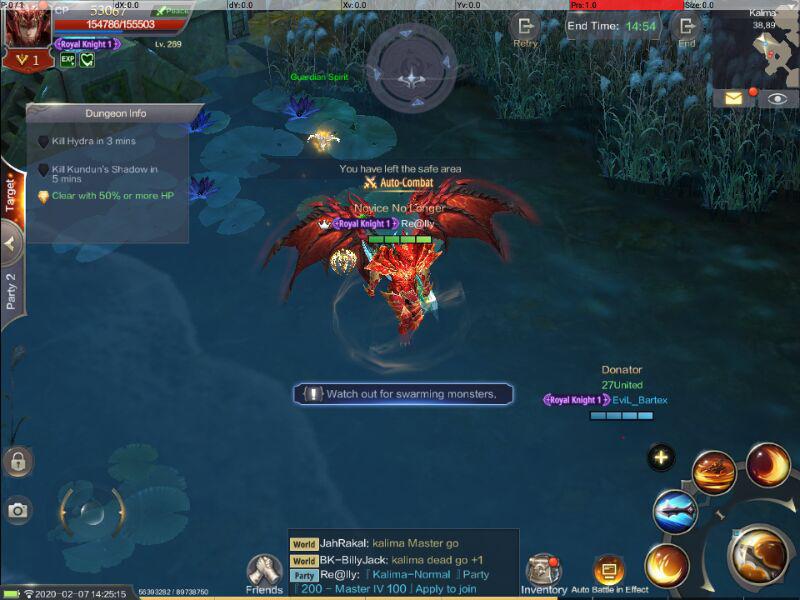 P: 0 / 1 dX: 0.0 dY: 0.0 Xv: 0.0 Yv: 0.0 Prs: 1.0 Size: 0.0
CP 53067 Peace
154786/155503
Royal Knight 1 Lv. 289
1 EXP
Retry
End Time: 14:54
End
Kalima
38,89
Guardian Spirit
Dungeon Info
Kill Hydra in 3 mins
Kill Kundun's Shadow in
5 mins
Clear with 50% or more HP
Target
Party 2
You have left the safe area
Auto-Combat
Novice No Longer
Royal Knight 1 Re@lly
Watch out for swarming monsters.
Donator
27United
Royal Knight 1 EviL_Bartex
World JahRakal: kalima Master go
World BK-BillyJack: kalima dead go +1
Party Re@lly: 『Kalima-Normal 』Party
『200 - Master IV 100 』Apply to join
Friends
Inventory
Auto Battle in Effect
2020-02-07 14:25:15
56393282 / 89738750